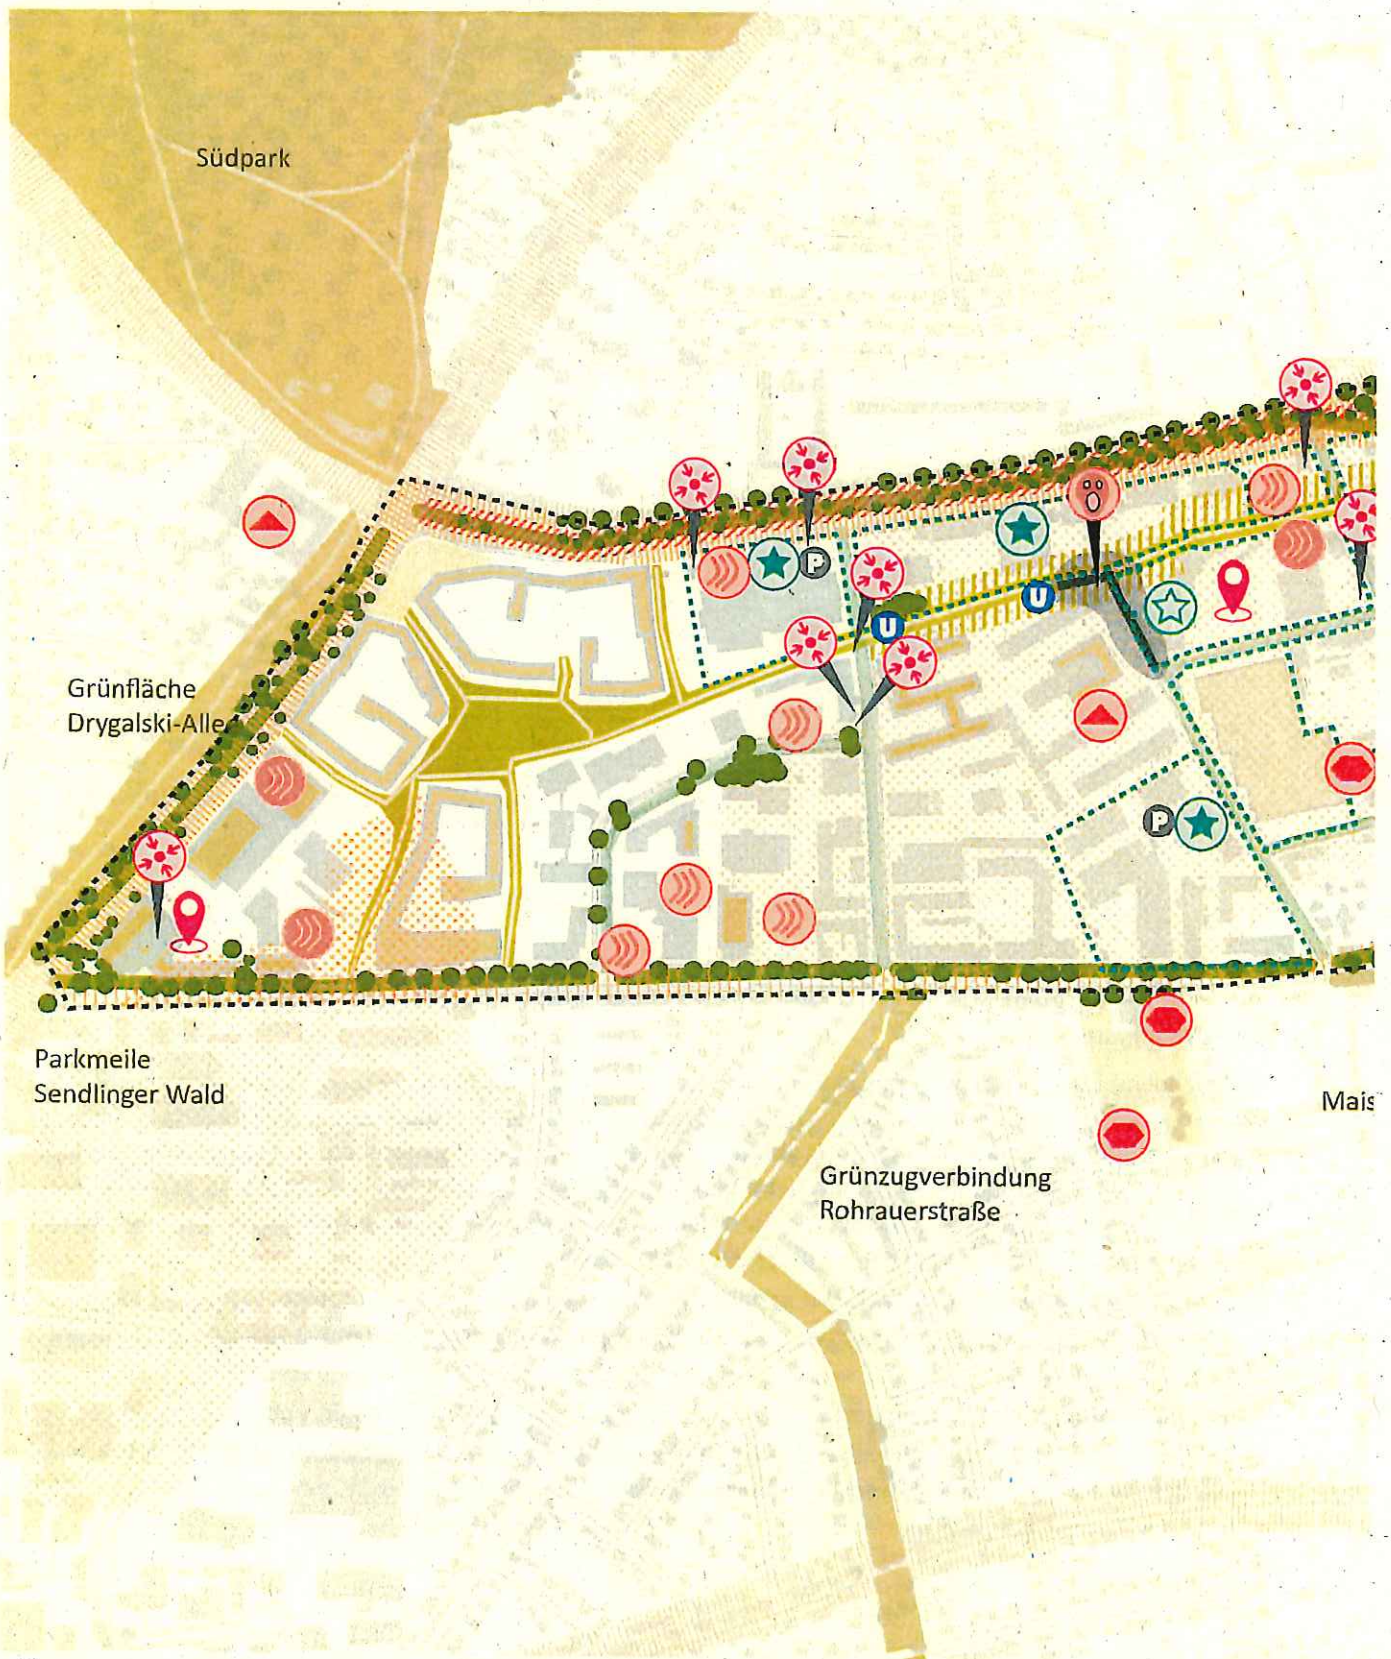 Südpark
P
U
U
Grünfläche
Drygalski-Alle
P
Parkmeile
Sendlinger Wald
Mais
Grünzugverbindung
Rohrauerstraße